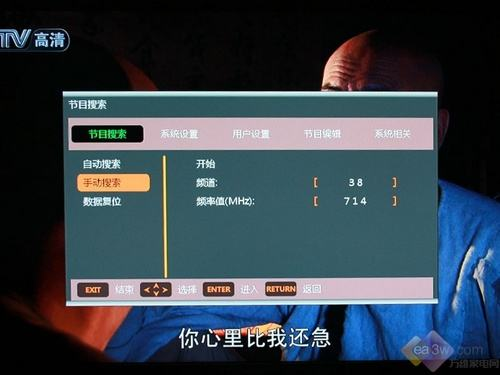 TV 高清
节目搜索
节目搜索 系统设置 用户设置 节目编辑 系统相关
自动搜索 开始
手动搜索 频道: [ 38 ]
数据复位 频率值(MHz): [ 714 ]
EXIT 结束 选择 ENTER 进入 RETURN 返回
你心里比我还急
ea3w.com
万维家电网